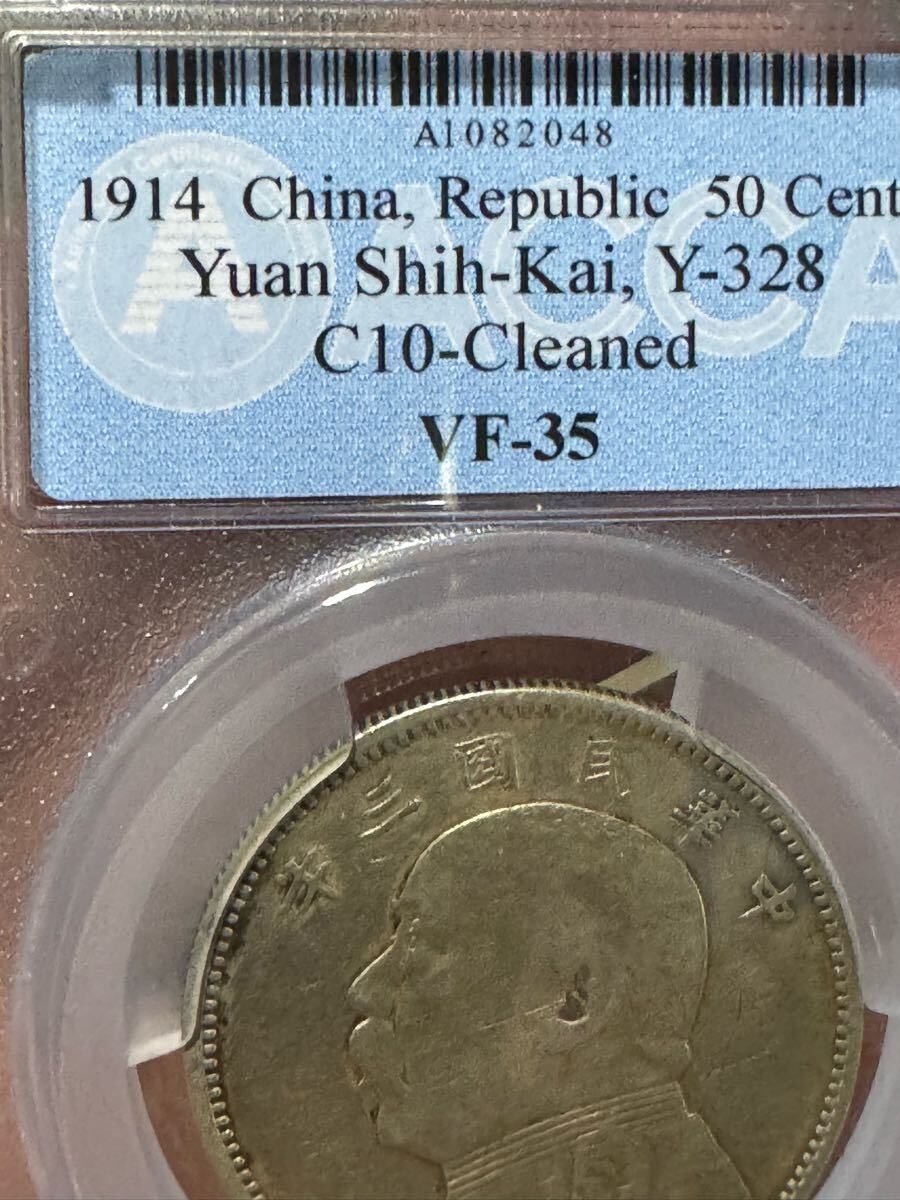 A1082048
1914 China, Republic 50 Cent
Yuan Shih-Kai, Y-328
C10-Cleaned
VF-35
ACCA
中華民國三年